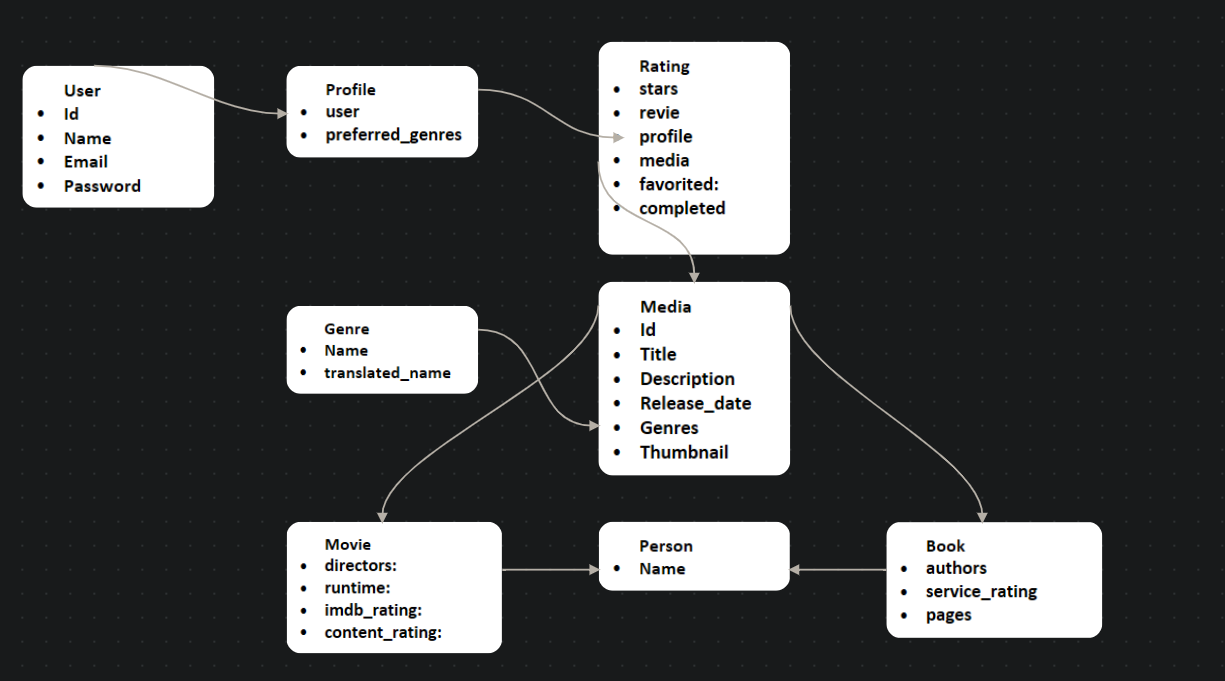 User
• Id
• Name
• Email
• Password
Profile
• user
• preferred_genres
Rating
• stars
• revie
• profile
• media
• favorited:
• completed
Genre
• Name
• translated_name
Media
• Id
• Title
• Description
• Release_date
• Genres
• Thumbnail
Movie
• directors:
• runtime:
• imdb_rating:
• content_rating:
Person
• Name
Book
• authors
• service_rating
• pages